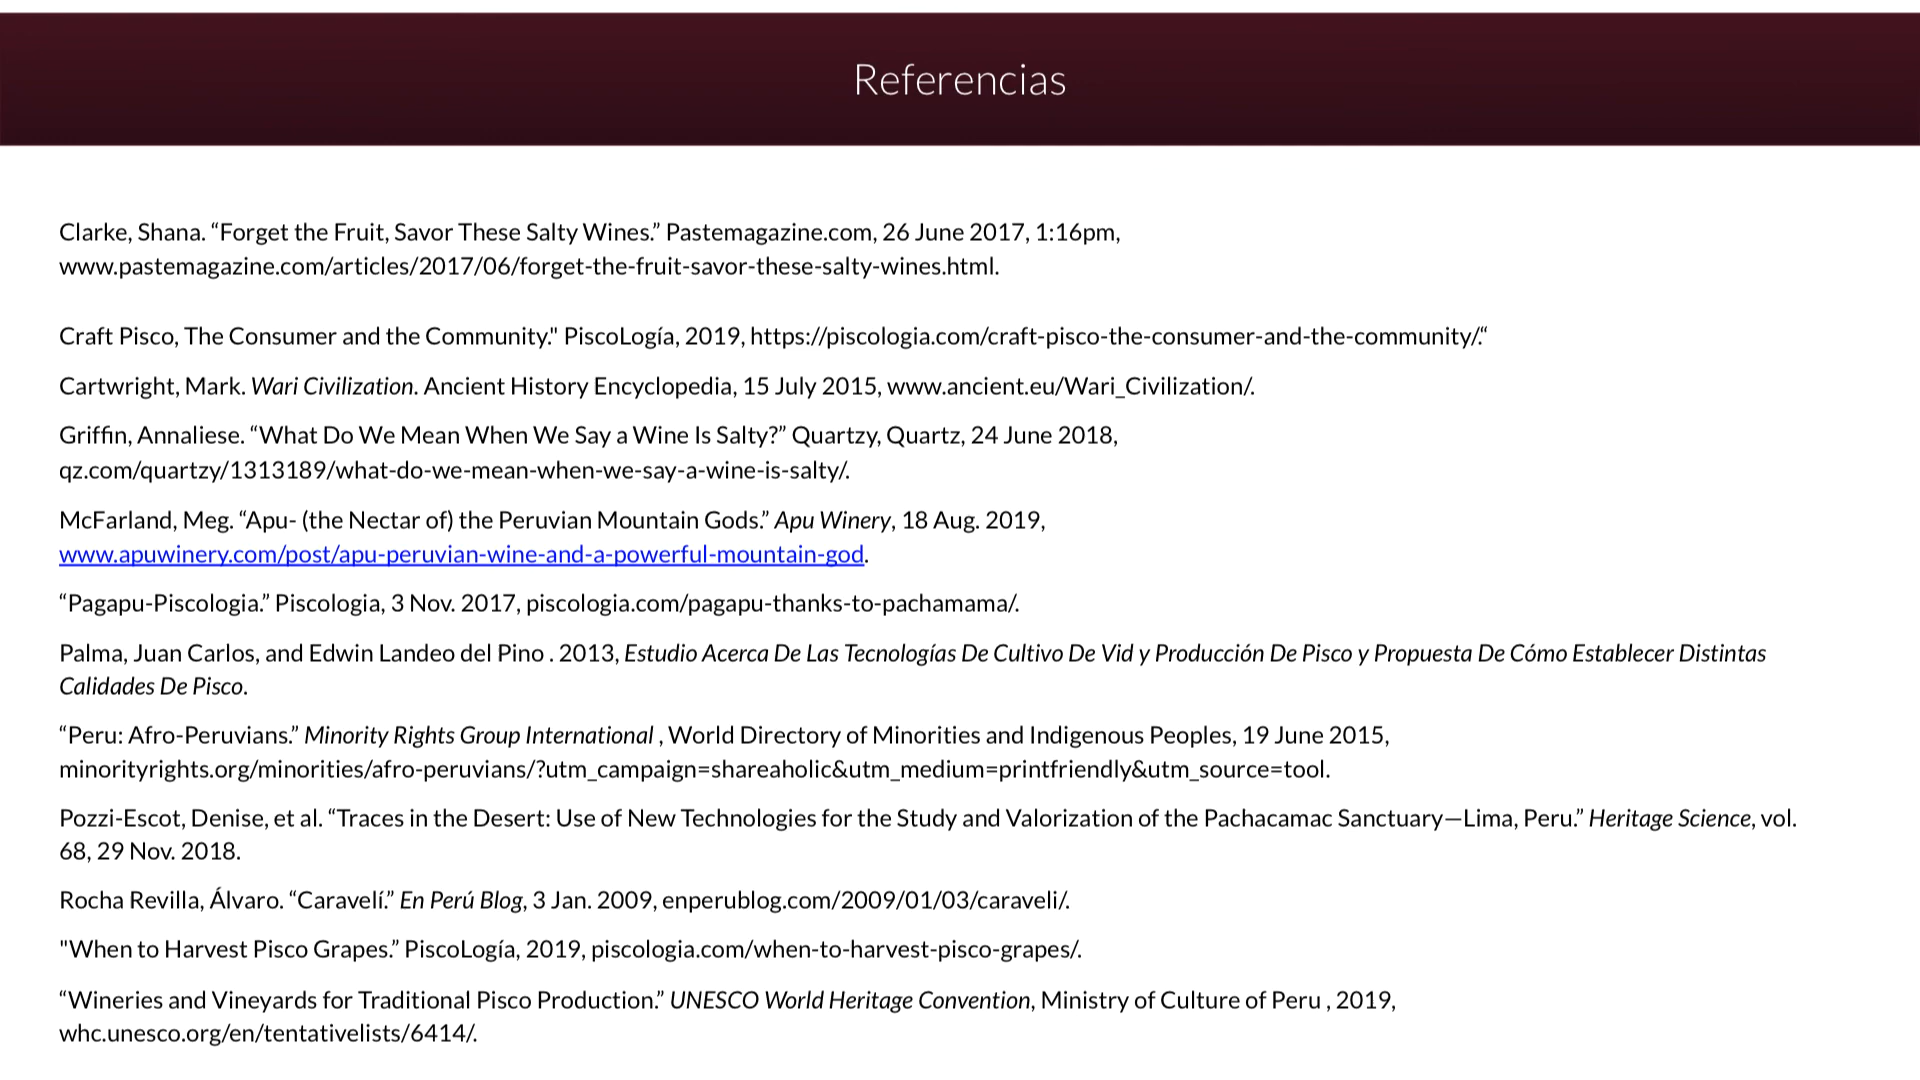 Referencias
Clarke, Shana. “Forget the Fruit, Savor These Salty Wines.” Pastemagazine.com, 26 June 2017, 1:16pm,
www.pastemagazine.com/articles/2017/06/forget-the-fruit-savor-these-salty-wines.html.
Craft Pisco, The Consumer and the Community." PiscoLogía, 2019, https://piscologia.com/craft-pisco-the-consumer-and-the-community/.“
Cartwright, Mark. Wari Civilization. Ancient History Encyclopedia, 15 July 2015, www.ancient.eu/Wari_Civilization/.
Griffin, Annaliese. “What Do We Mean When We Say a Wine Is Salty?” Quartzy, Quartz, 24 June 2018,
qz.com/quartzy/1313189/what-do-we-mean-when-we-say-a-wine-is-salty/.
McFarland, Meg. “Apu- (the Nectar of) the Peruvian Mountain Gods.” Apu Winery, 18 Aug. 2019,
www.apuwinery.com/post/apu-peruvian-wine-and-a-powerful-mountain-god.
“Pagapu-Piscologia.” Piscologia, 3 Nov. 2017, piscologia.com/pagapu-thanks-to-pachamama/.
Palma, Juan Carlos, and Edwin Landeo del Pino . 2013, Estudio Acerca De Las Tecnologías De Cultivo De Vid y Producción De Pisco y Propuesta De Cómo Establecer Distintas
Calidades De Pisco.
“Peru: Afro-Peruvians.” Minority Rights Group International , World Directory of Minorities and Indigenous Peoples, 19 June 2015,
minorityrights.org/minorities/afro-peruvians/?utm_campaign=shareaholic&utm_medium=printfriendly&utm_source=tool.
Pozzi-Escot, Denise, et al. “Traces in the Desert: Use of New Technologies for the Study and Valorization of the Pachacamac Sanctuary—Lima, Peru.” Heritage Science, vol.
68, 29 Nov. 2018.
Rocha Revilla, Álvaro. “Caravelí.” En Perú Blog, 3 Jan. 2009, enperublog.com/2009/01/03/caraveli/.
"When to Harvest Pisco Grapes.” PiscoLogía, 2019, piscologia.com/when-to-harvest-pisco-grapes/.
“Wineries and Vineyards for Traditional Pisco Production.” UNESCO World Heritage Convention, Ministry of Culture of Peru , 2019,
whc.unesco.org/en/tentativelists/6414/.